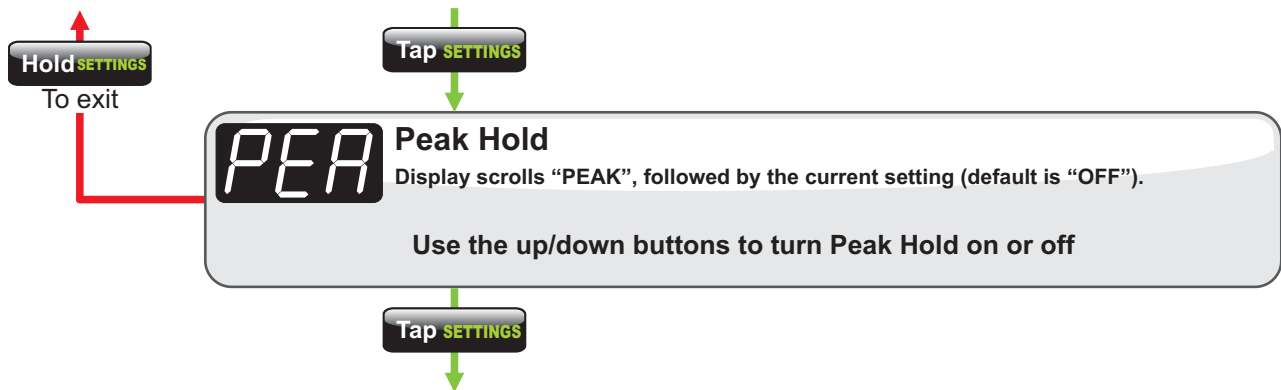 Hold SETTINGS
To exit
Tap SETTINGS
PEA
Peak Hold
Display scrolls “PEAK”, followed by the current setting (default is “OFF”).
Use the up/down buttons to turn Peak Hold on or off
Tap SETTINGS